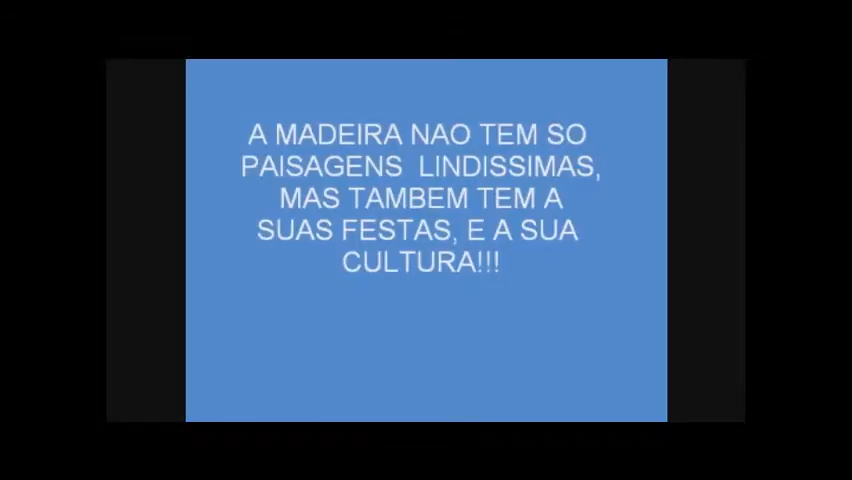 A MADEIRA NAO TEM SO
PAISAGENS  LINDISSIMAS,
MAS TAMBEM TEM A
SUAS FESTAS, E A SUA
CULTURA!!!